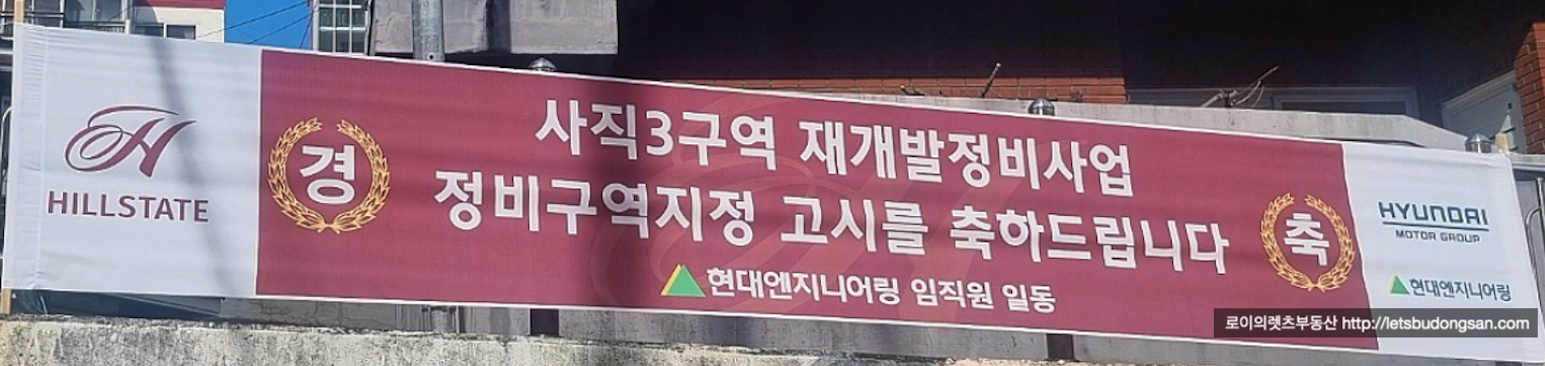 H
HILLSTATE
경
사직3구역 재개발정비사업
정비구역지정 고시를 축하드립니다
현대엔지니어링 임직원 일동
축
HYUNDAI
MOTOR GROUP
현대엔지니어링
로이의렛츠부동산 http://letsbudongsan.com